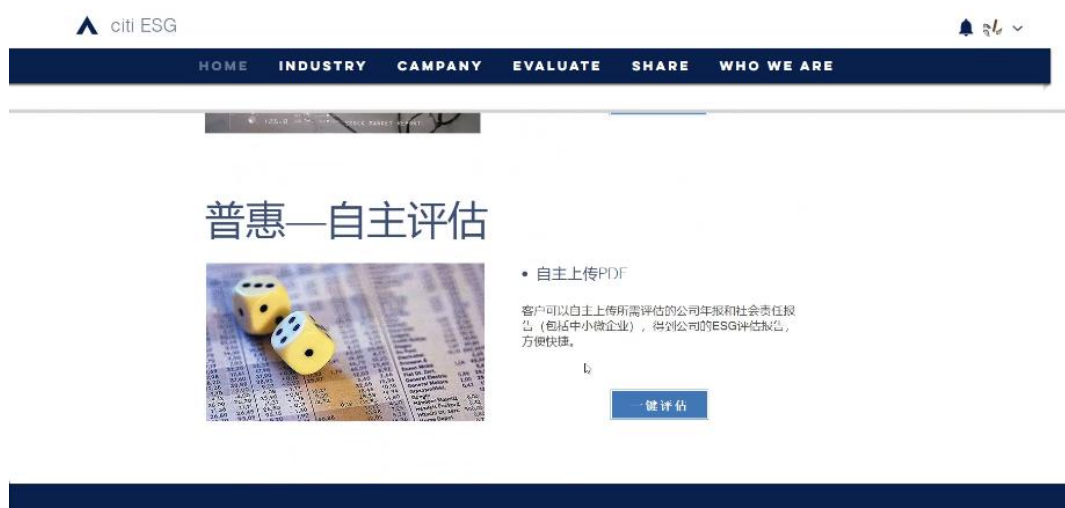 citi ESG
HOME INDUSTRY CAMPANY EVALUATE SHARE WHO WE ARE
普惠—自主评估
• 自主上传PDF
客户可以自主上传所需评估的公司年报和社会责任报
告（包括中小微企业），得到公司的ESG评估报告，
方便快捷。
一键评估